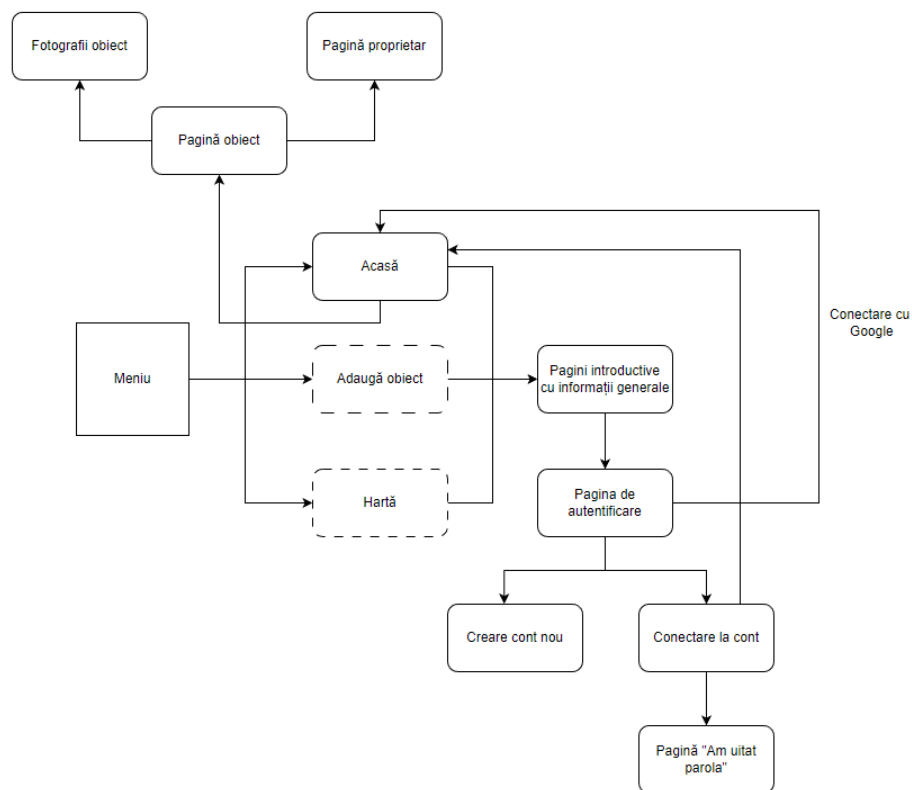 Fotografii obiect
Pagină proprietar
Pagină obiect
Acasă
Conectare cu
Google
Meniu
Adaugă obiect
Pagini introductive
cu informații generale
Hartă
Pagina de
autentificare
Creare cont nou
Conectare la cont
Pagină "Am uitat
parola"